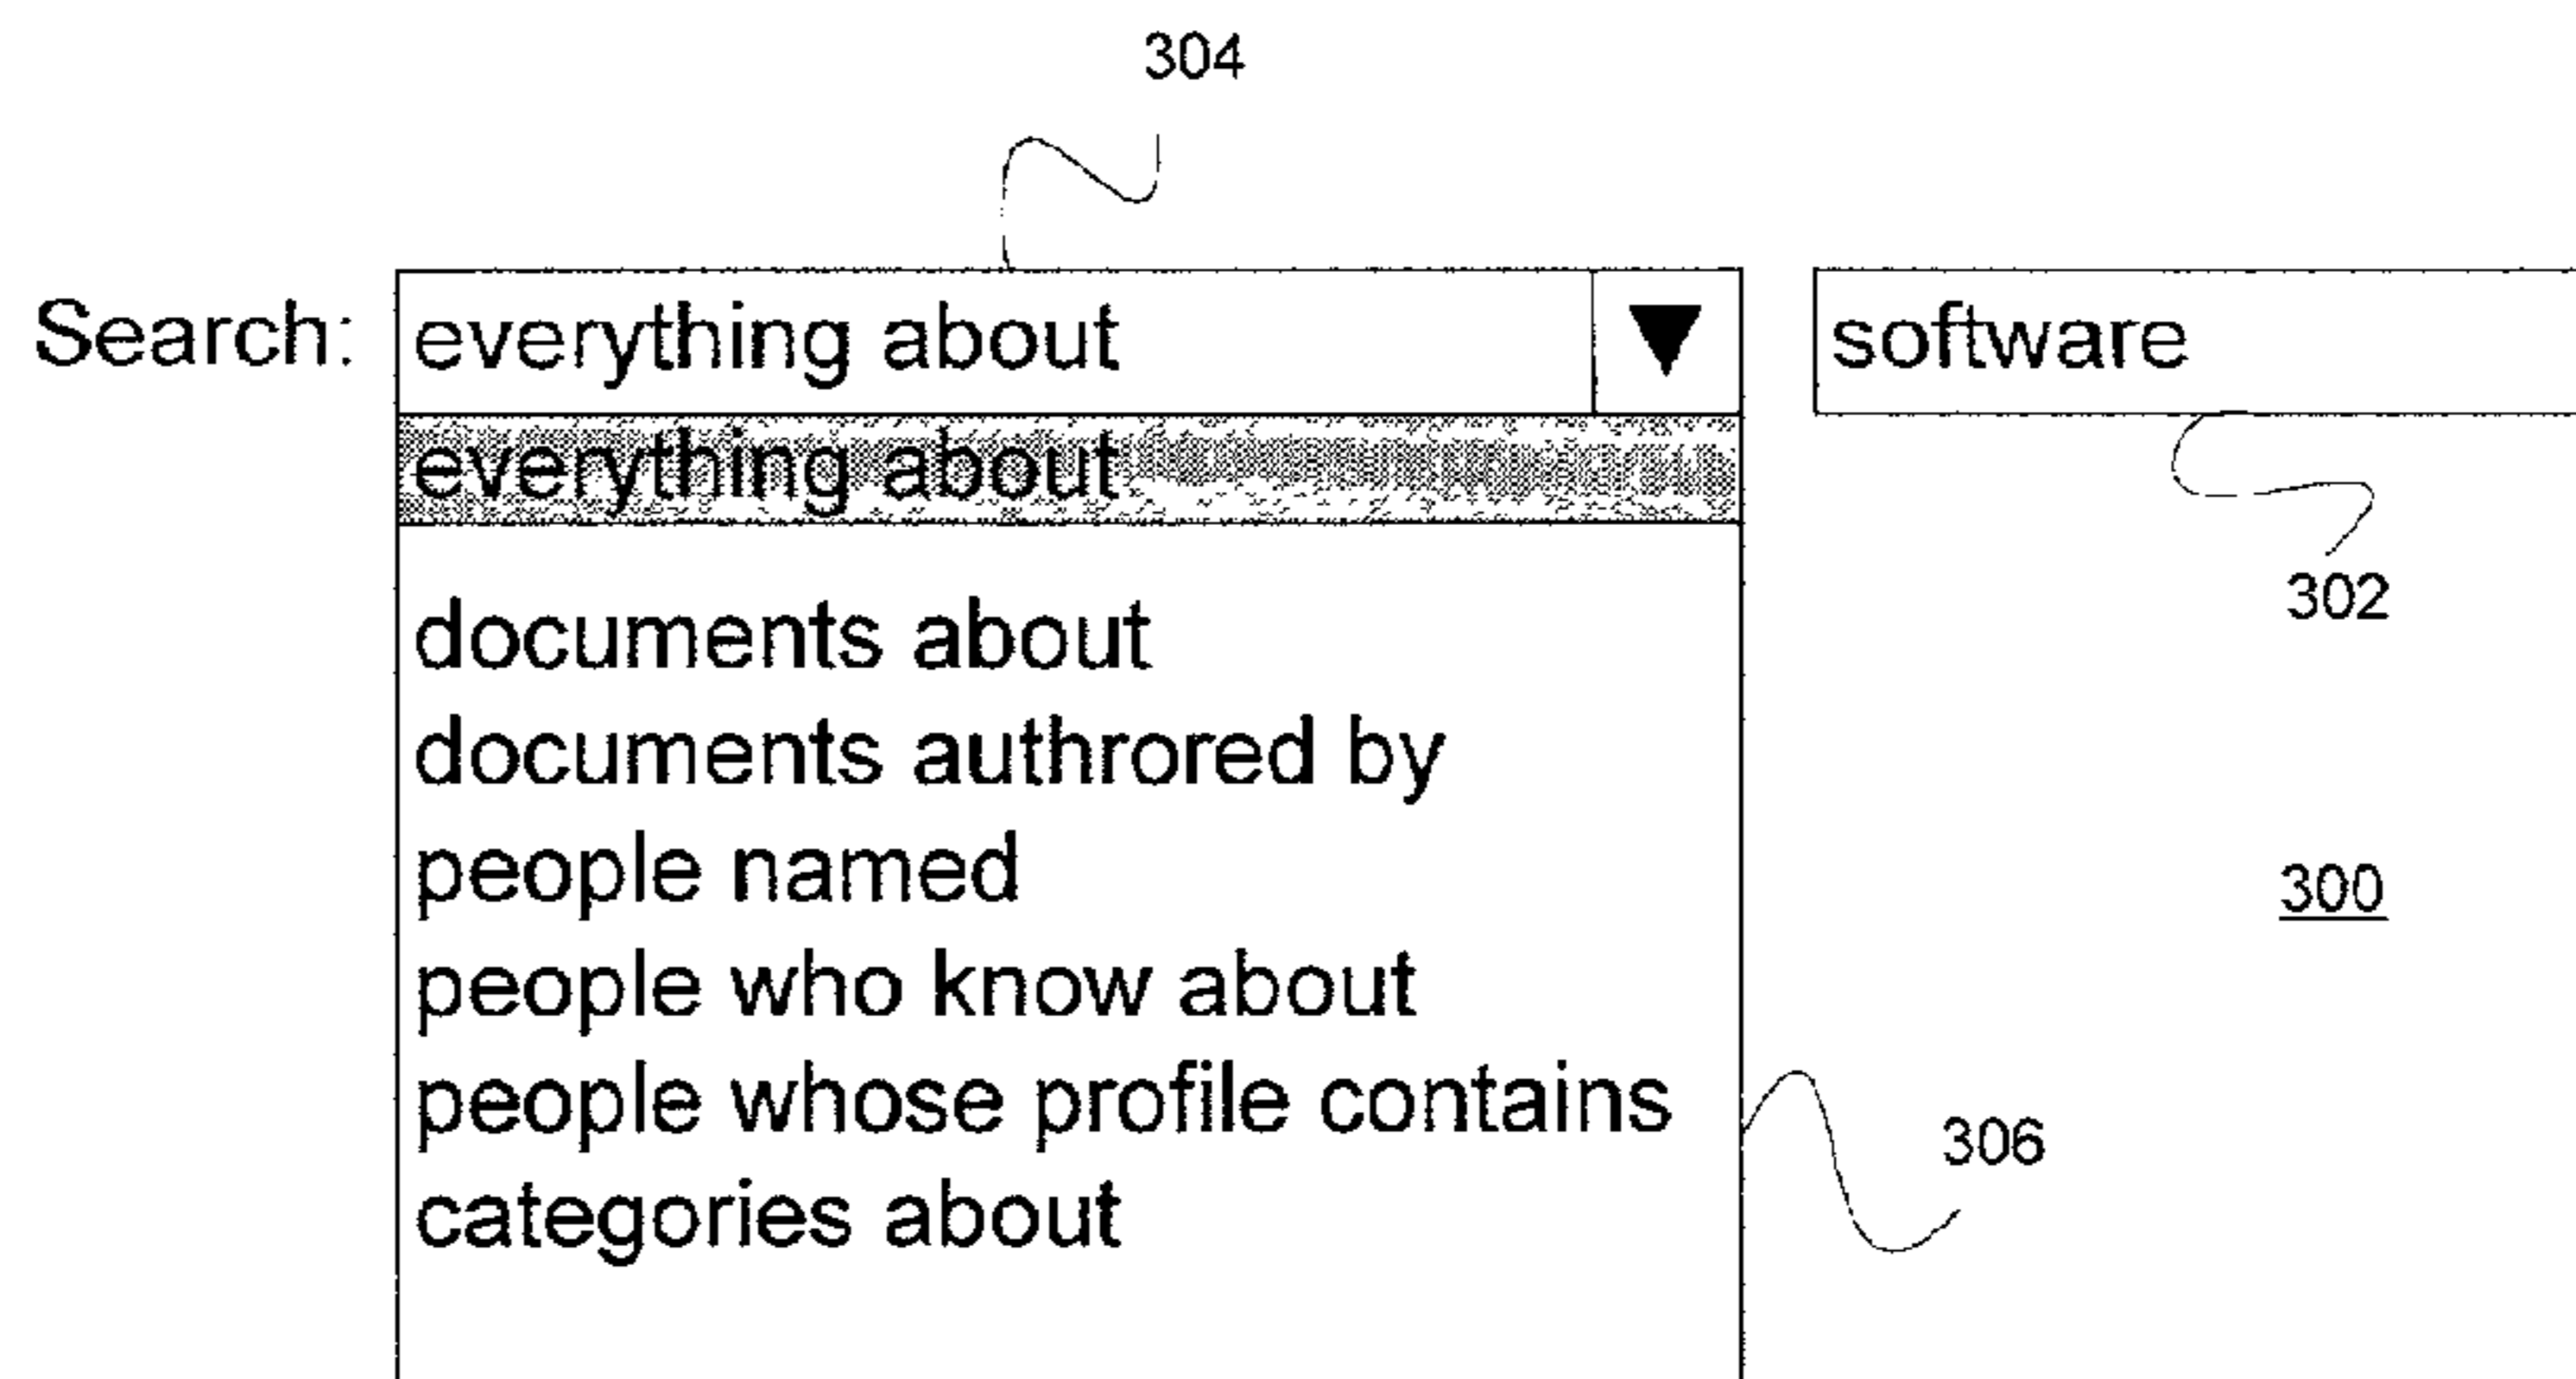 304
Search: everything about software
everything about
302
documents about
documents authrored by
people named
300
people who know about
people whose profile contains
306
categories about